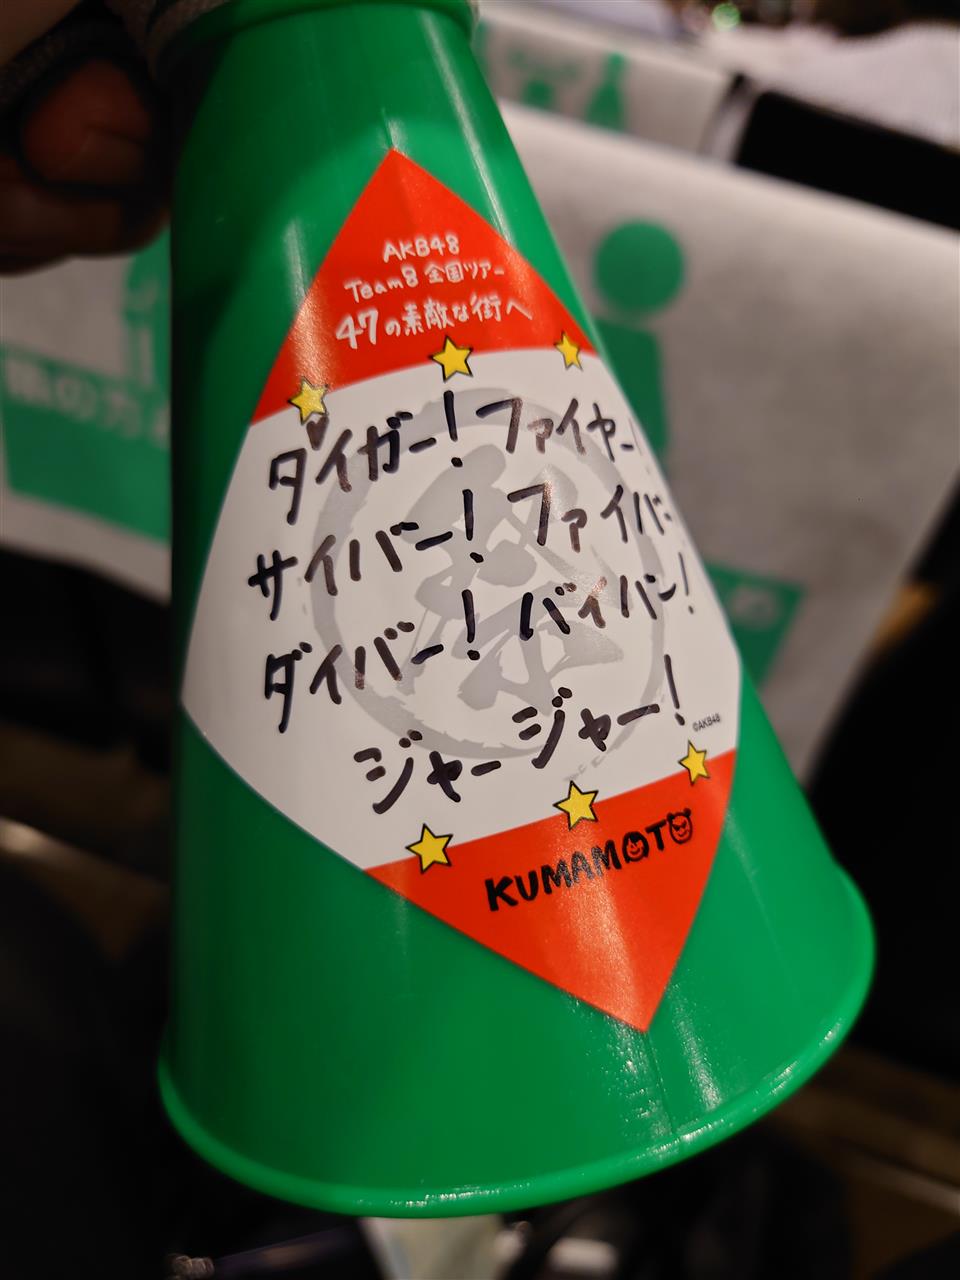 AKB48
Team8 全国ツアー
47の素敵な街へ
祭
タイガー!ファイヤー!
サイバー!ファイバー
ダイバー!バイバー!
ジャージャー!
©AKB48
KUMAMOTO